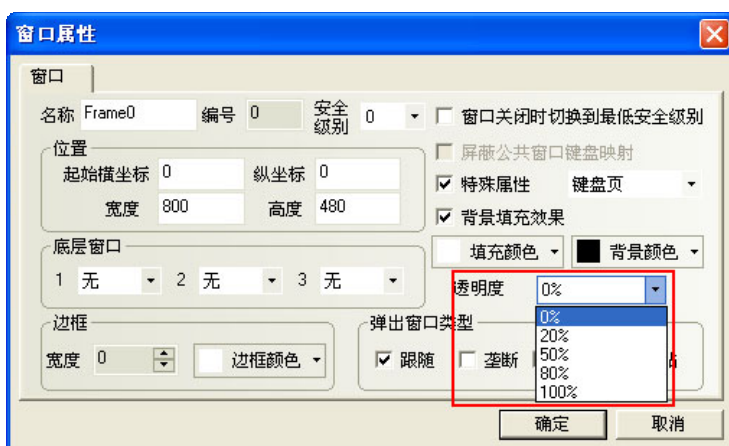 窗口属性
窗口
名称 Frame0 编号 0 安全级别 0 窗口关闭时切换到最低安全级别
位置
屏蔽公共窗口键盘映射
起始横坐标 0 纵坐标 0
特殊属性 键盘页
宽度 800 高度 480
背景填充效果
底层窗口
填充颜色 背景颜色
1 无 2 无 3 无
透明度 0%
边框
弹出窗口类型
0%
20%
宽度 0 边框颜色
跟随 垄断
50%
80%
100%
确定 取消